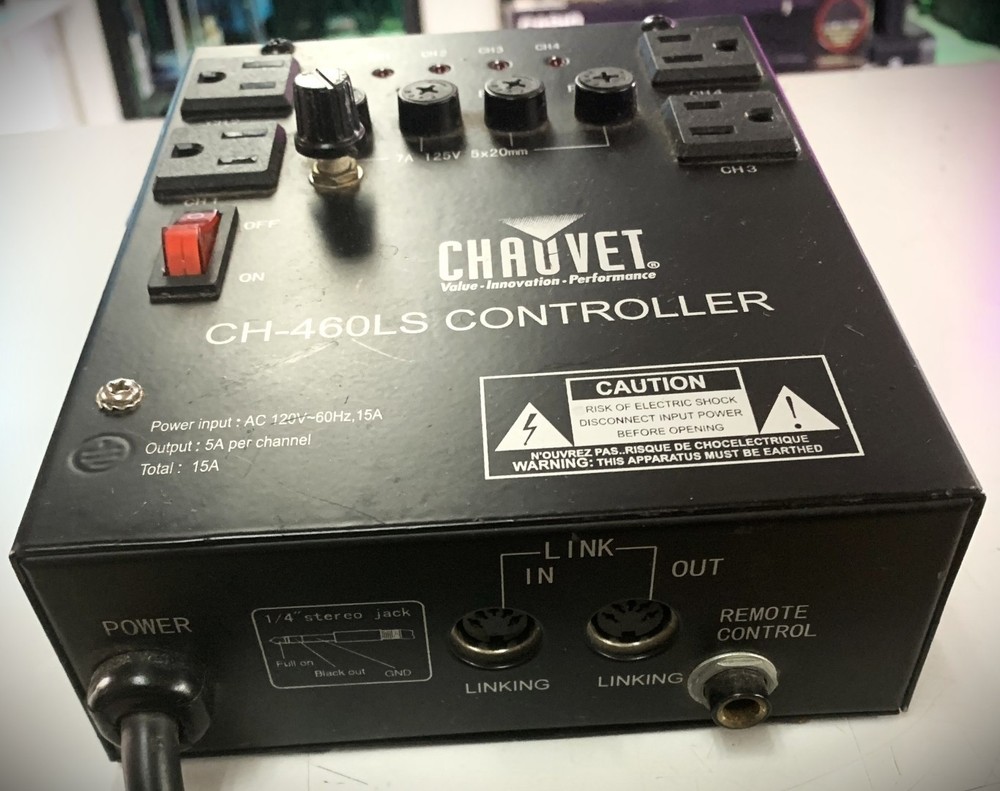 CH2
CH3
CH4
7A 125V 5x20mm
CH4
CH3
CH1
OFF
ON
CHAUVET®
Value - Innovation - Performance
CH-460LS CONTROLLER
Power input : AC 120V~60Hz,15A
Output : 5A per channel
Total : 15A
CAUTION
RISK OF ELECTRIC SHOCK
DISCONNECT INPUT POWER
BEFORE OPENING
N'OUVREZ PAS..RISQUE DE CHOCELECTRIQUE
WARNING: THIS APPARATUS MUST BE EARTHED
LINK
IN
OUT
POWER
1/4"stereo jack
Full on
Black out
GND
REMOTE
CONTROL
LINKING
LINKING